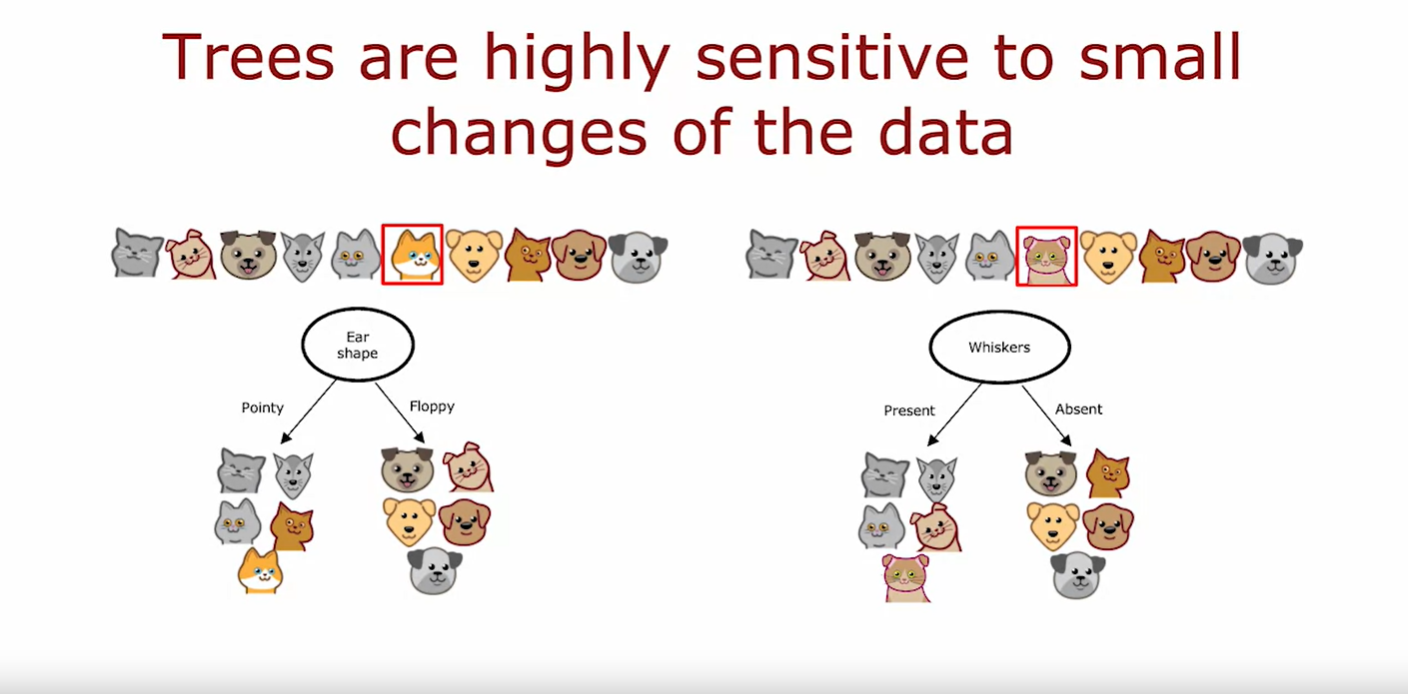 Trees are highly sensitive to small
changes of the data
Ear
shape
Pointy
Floppy
Whiskers
Present
Absent